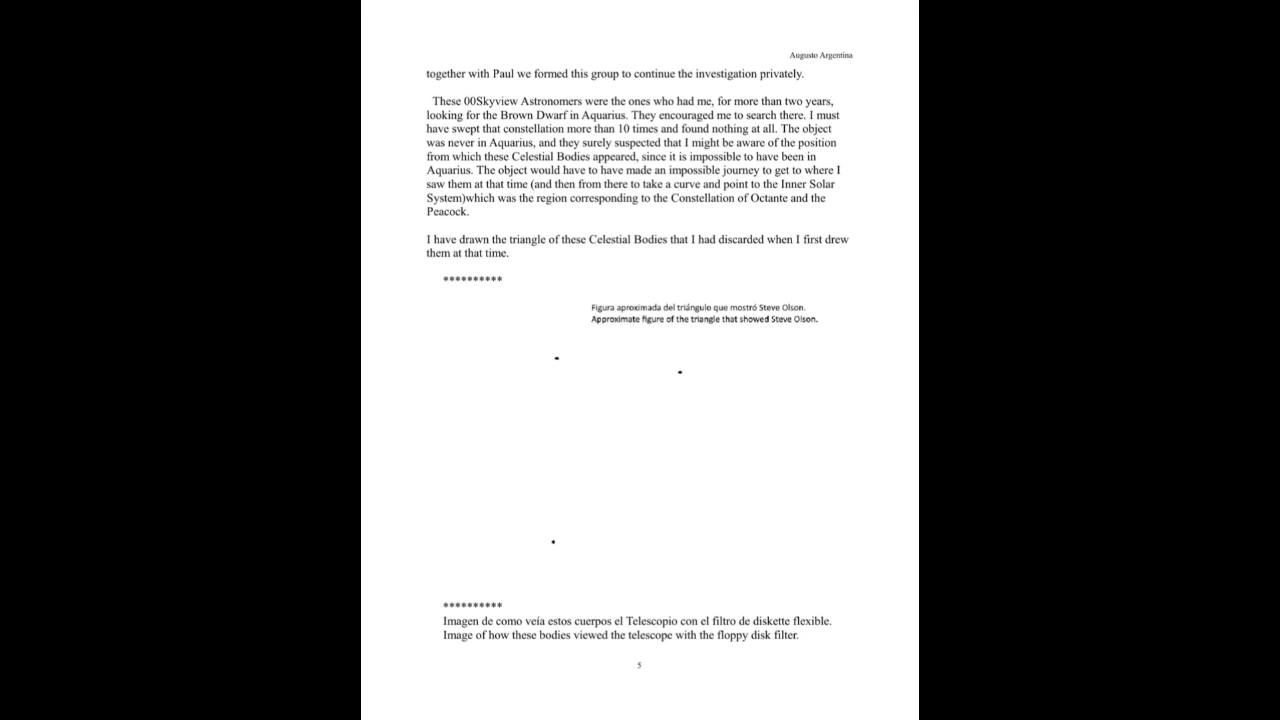 Augusto Argentina
together with Paul we formed this group to continue the investigation privately.
These 00Skyview Astronomers were the ones who had me, for more than two years,
looking for the Brown Dwarf in Aquarius. They encouraged me to search there. I must
have swept that constellation more than 10 times and found nothing at all. The object
was never in Aquarius, and they surely suspected that I might be aware of the position
from which these Celestial Bodies appeared, since it is impossible to have been in
Aquarius. The object would have to have made an impossible journey to get to where I
saw them at that time (and then from there to take a curve and point to the Inner Solar
System)which was the region corresponding to the Constellation of Octante and the
Peacock.
I have drawn the triangle of these Celestial Bodies that I had discarded when I first drew
them at that time.
**********
Figura aproximada del triángulo que mostró Steve Olson.
Approximate figure of the triangle that showed Steve Olson.
**********
Imagen de como veía estos cuerpos el Telescopio con el filtro de diskette flexible.
Image of how these bodies viewed the telescope with the floppy disk filter.
5